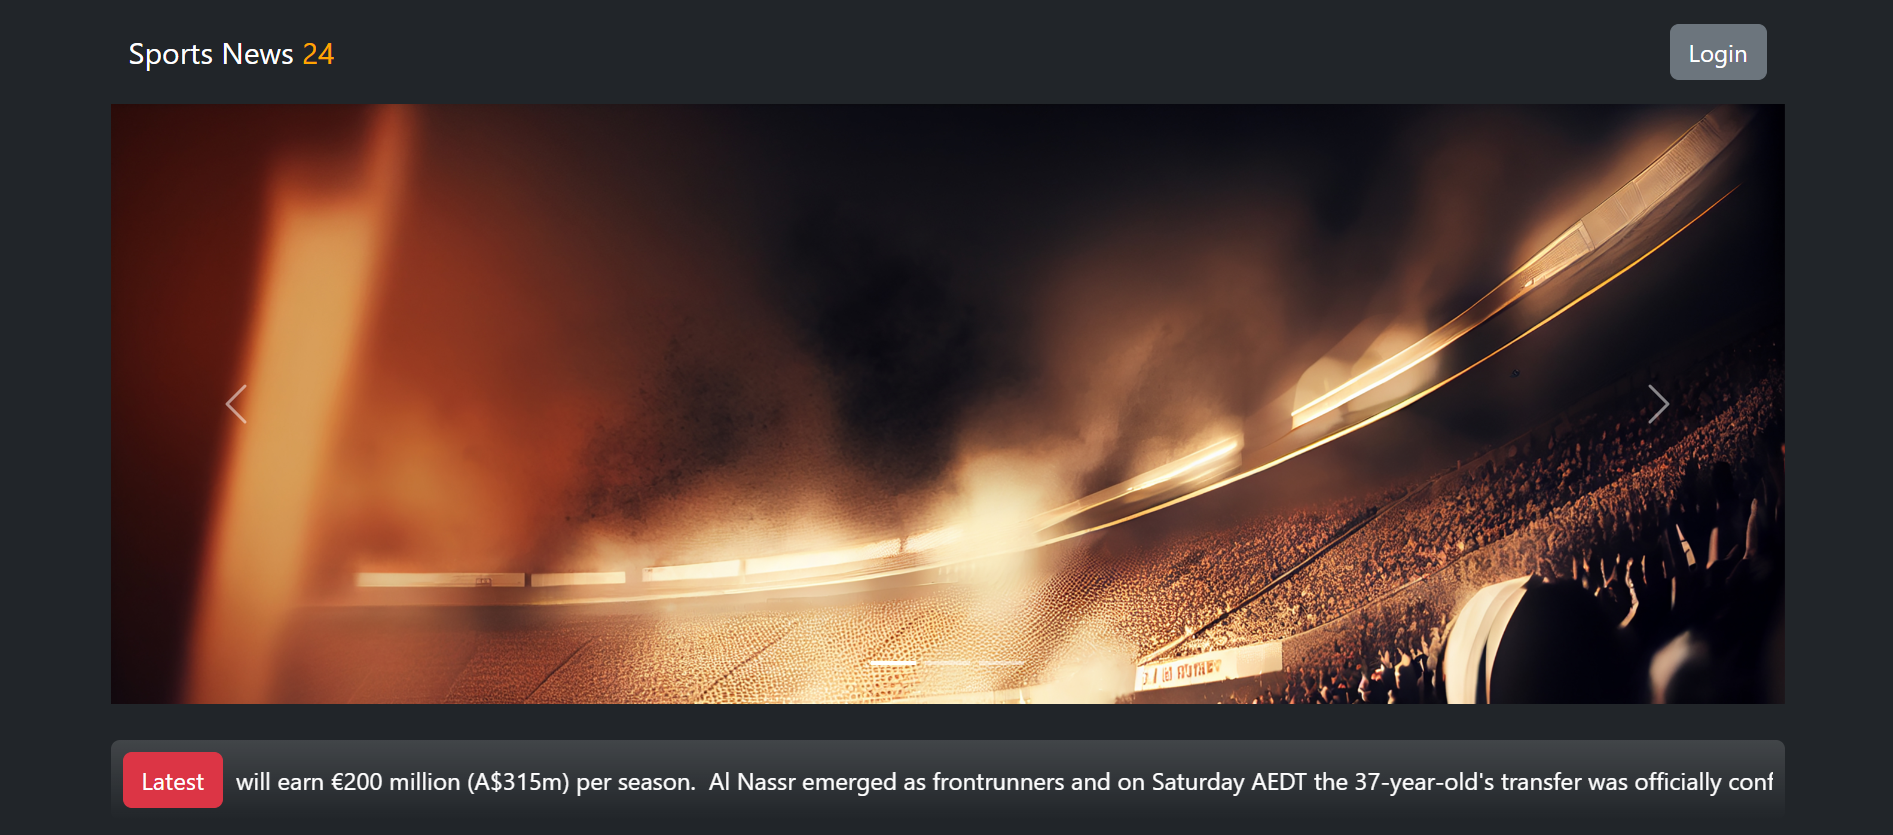 Sports News 24
Login
Latest
will earn €200 million (A$315m) per season. Al Nassr emerged as frontrunners and on Saturday AEDT the 37-year-old's transfer was officially conf